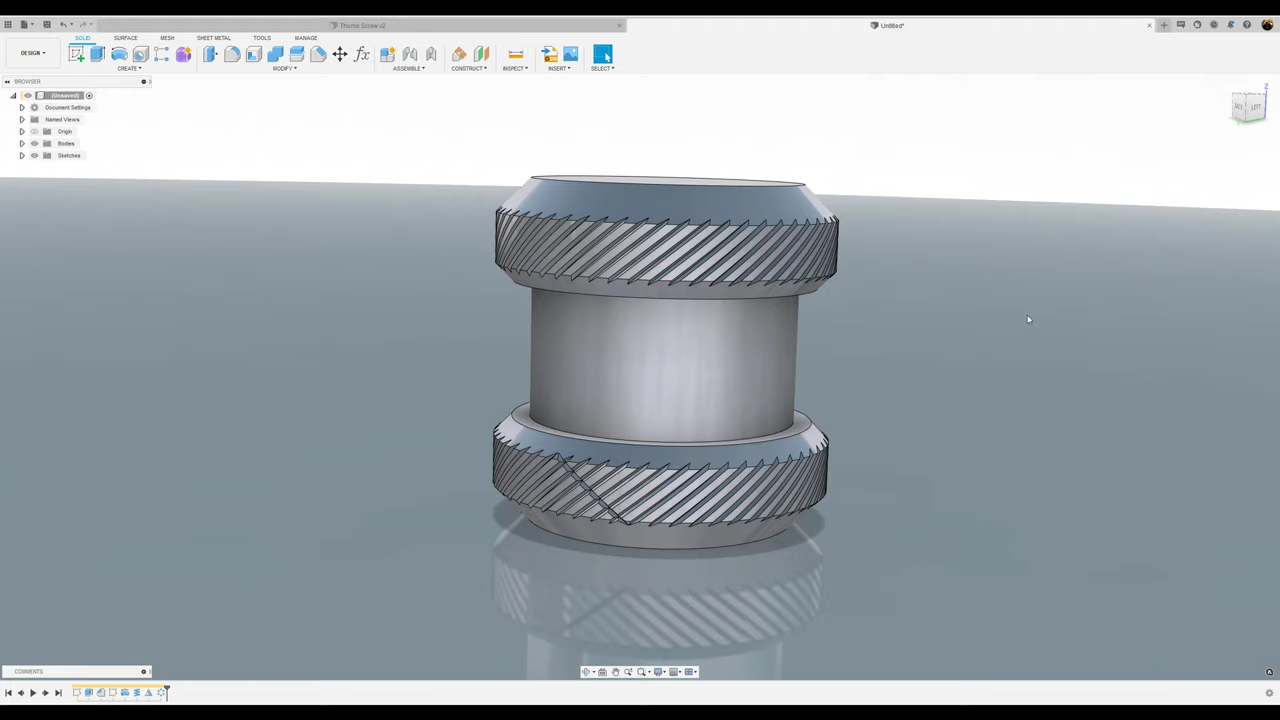 Thumb Screw v2
Untitled*
DESIGN
SOLID
SURFACE
MESH
SHEET METAL
TOOLS
MANAGE
CREATE
MODIFY
ASSEMBLE
CONSTRUCT
INSPECT
INSERT
SELECT
BROWSER
(Unsaved)
Document Settings
Named Views
Origin
Bodies
Sketches
Z
LEFT
COMMENTS